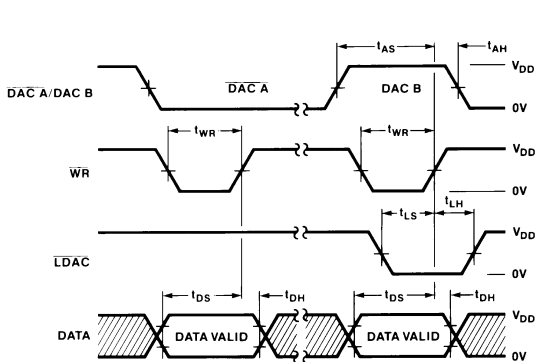 tAS
tAH
VDD
DAC A/DAC B
DAC A
DAC B
0V
tWR
tWR
VDD
WR
0V
tLS
tLH
VDD
LDAC
0V
tDS
tDH
tDS
tDH
VDD
DATA
DATA VALID
DATA VALID
0V